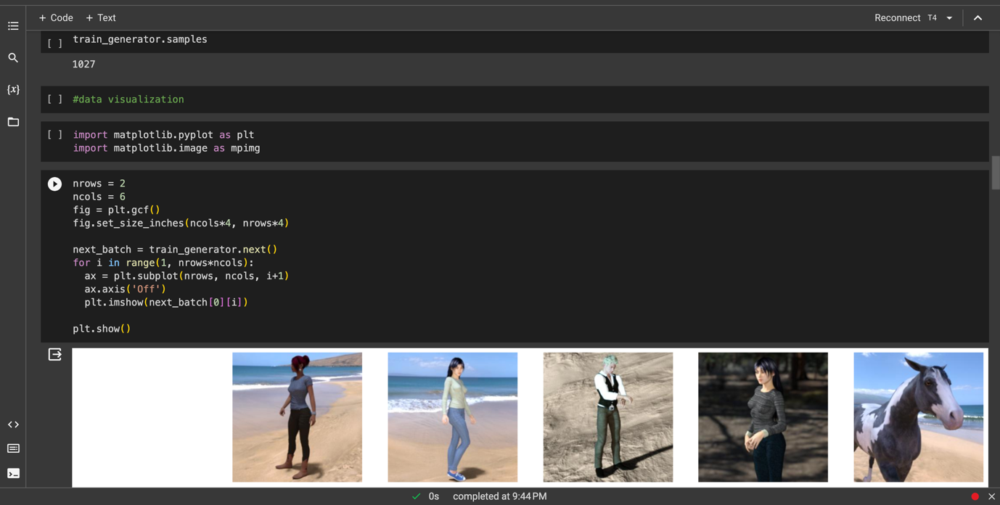 + Code + Text
Reconnect T4
[ ] train_generator.samples
1027
[ ] #data visualization
[ ] import matplotlib.pyplot as plt
import matplotlib.image as mpimg
nrows = 2
ncols = 6
fig = plt.gcf()
fig.set_size_inches(ncols*4, nrows*4)
next_batch = train_generator.next()
for i in range(1, nrows*ncols):
  ax = plt.subplot(nrows, ncols, i+1)
  ax.axis('Off')
  plt.imshow(next_batch[0][i])
plt.show()
{x}
0s completed at 9:44 PM